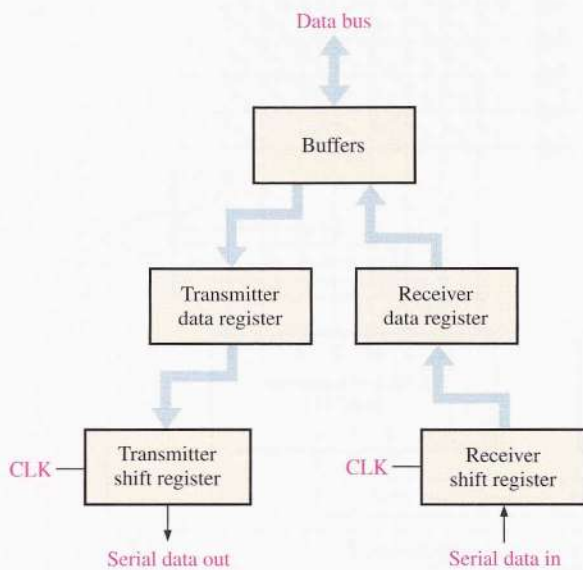 Data bus
Buffers
Transmitter
data register
Receiver
data register
CLK
Transmitter
shift register
CLK
Receiver
shift register
Serial data out
Serial data in